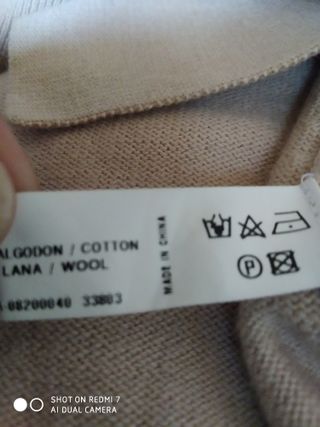 ALGODON / COTTON
LANA / WOOL
08200040 33803
MADE IN CHINA
P
SHOT ON REDMI 7
AI DUAL CAMERA